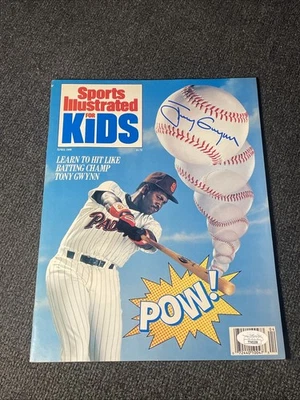 Sports
Illustrated
FOR
KiDS
LEARN TO HIT LIKE
BATTING CHAMP
TONY GWYNN
Tony Gwynn
POW!